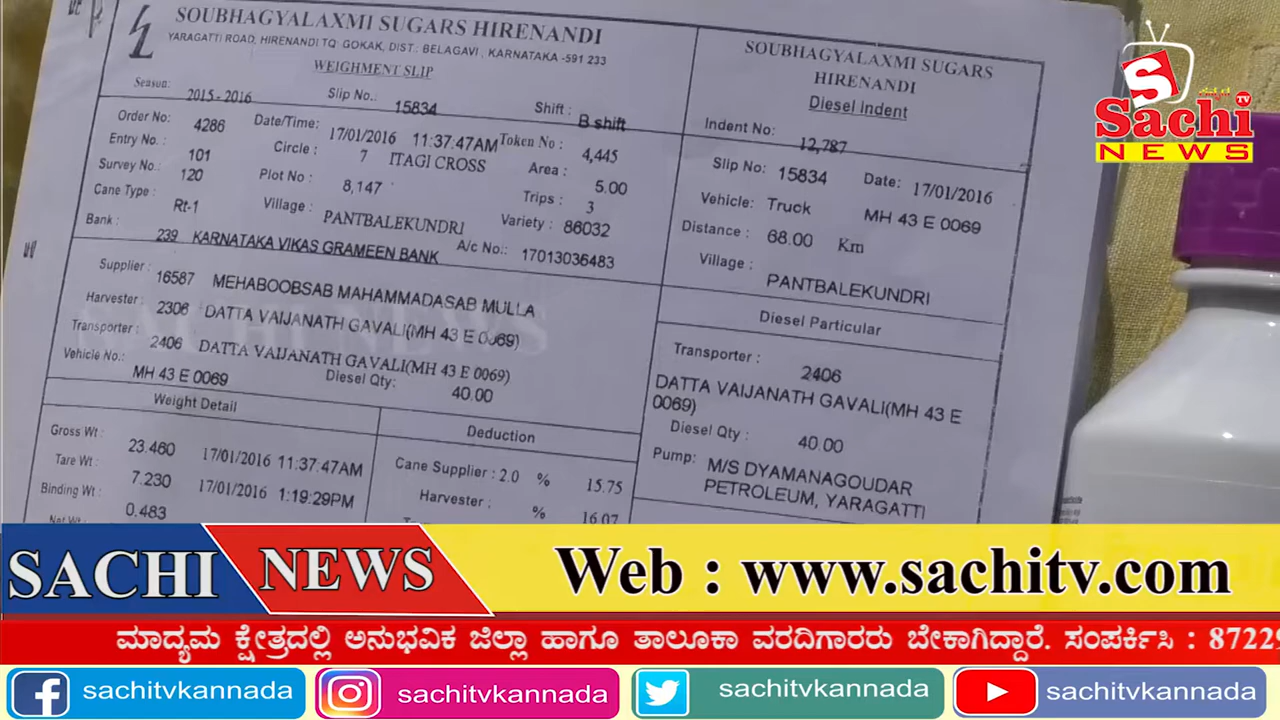 SOUBHAGYALAXMI SUGARS HIRENANDI
YARAGATTI ROAD, HIRENANDI TQ: GOKAK, DIST.: BELAGAVI, KARNATAKA -591 233
WEIGHMENT SLIP
Season: 2015 - 2016 Slip No.: 15834 Shift : B shift
Order No: 4286 Date/Time: 17/01/2016 11:37:47AM Token No : 4,445
Entry No. : 101 Circle : 7 ITAGI CROSS Area : 5.00
Survey No.: 120 Plot No : 8,147 Trips : 3
Cane Type : Rt-1 Village : PANTBALEKUNDRI Variety : 86032
Bank : 239 KARNATAKA VIKAS GRAMEEN BANK A/c No.: 17013036483
Supplier : 16587 MEHABOOBSAB MAHAMMADASAB MULLA
Harvester : 2306 DATTA VAIJANATH GAVALI(MH 43 E 0069)
Transporter : 2406 DATTA VAIJANATH GAVALI(MH 43 E 0069)
Vehicle No.: MH 43 E 0069 Diesel Qty: 40.00
Weight Detail
Gross Wt : 23.460 17/01/2016 11:37:47AM
Tare Wt : 7.230 17/01/2016 1:19:29PM
Binding Wt : 0.483
Net Wt :
Deduction
Cane Supplier : 2.0 % 15.75
Harvester : % 16.07
SOUBHAGYALAXMI SUGARS
HIRENANDI
Diesel Indent
Indent No: 12,787
Slip No.: 15834 Date: 17/01/2016
Vehicle: Truck MH 43 E 0069
Distance : 68.00 Km
Village : PANTBALEKUNDRI
Diesel Particular
Transporter : 2406
DATTA VAIJANATH GAVALI(MH 43 E
0069)
Diesel Qty : 40.00
Pump: M/S DYAMANAGOUDAR
PETROLEUM, YARAGATTI
SACHI NEWS
S
Sachi TV
NEWS
SACHI NEWS
Web : www.sachitv.com
ಮಾದ್ಯಮ ಕ್ಷೇತ್ರದಲ್ಲಿ ಅನುಭವಿಕ ಜಿಲ್ಲಾ ಹಾಗೂ ತಾಲೂಕಾ ವರದಿಗಾರರು ಬೇಕಾಗಿದ್ದಾರೆ. ಸಂಪರ್ಕಿಸಿ : 8722
sachitvkannada
sachitvkannada
sachitvkannada
sachitvkannada